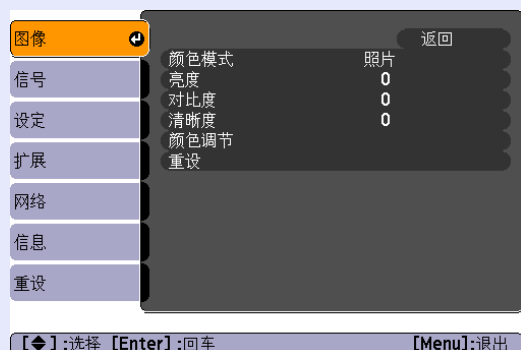 图像
信号
设定
扩展
网络
信息
重设
返回
颜色模式 照片
亮度 0
对比度 0
清晰度 0
颜色调节
重设
[◆]:选择 [Enter]:回车 [Menu]:退出